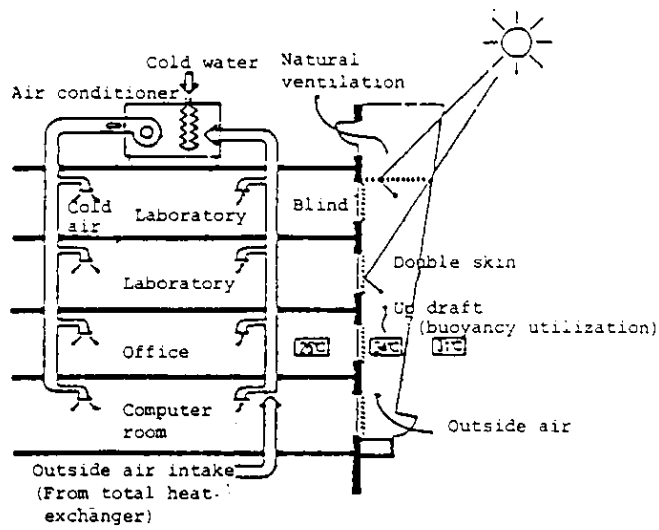 Cold water
Natural
ventilation
Air conditioner
Cold
air
Laboratory
Blind
Laboratory
Double skin
Up draft
(buoyancy utilization)
Office
Computer
room
Outside air
Outside air intake
(From total heat
exchanger)